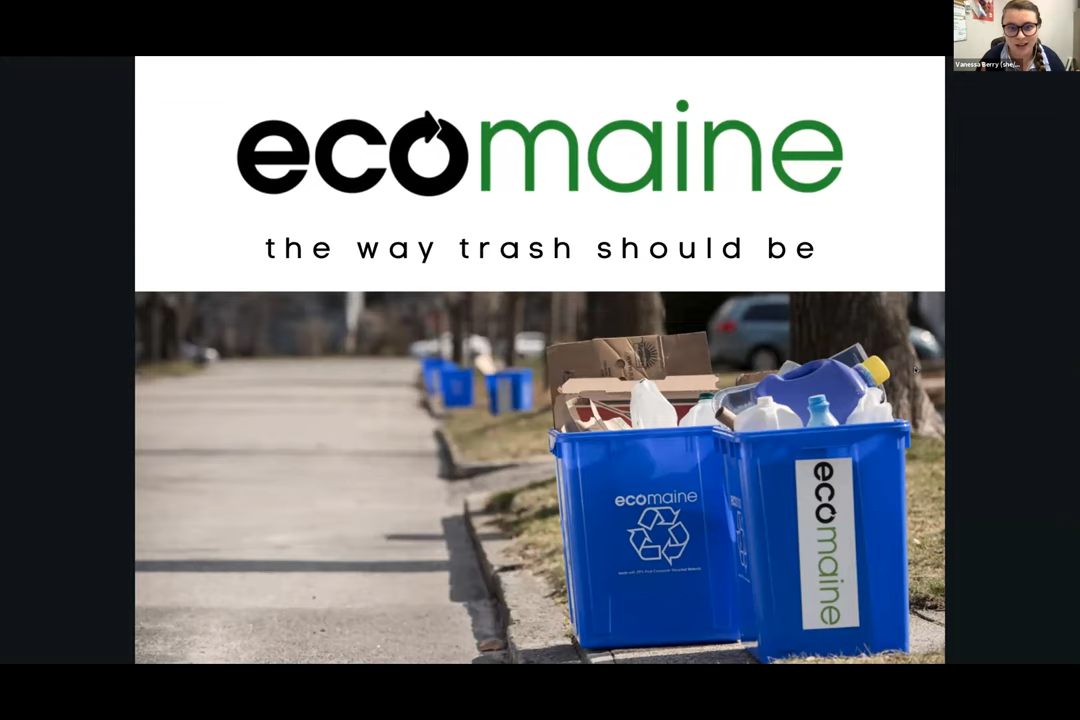 ecomaine
the way trash should be
Vanessa Berry (she/...
ecomaine
ecomaine